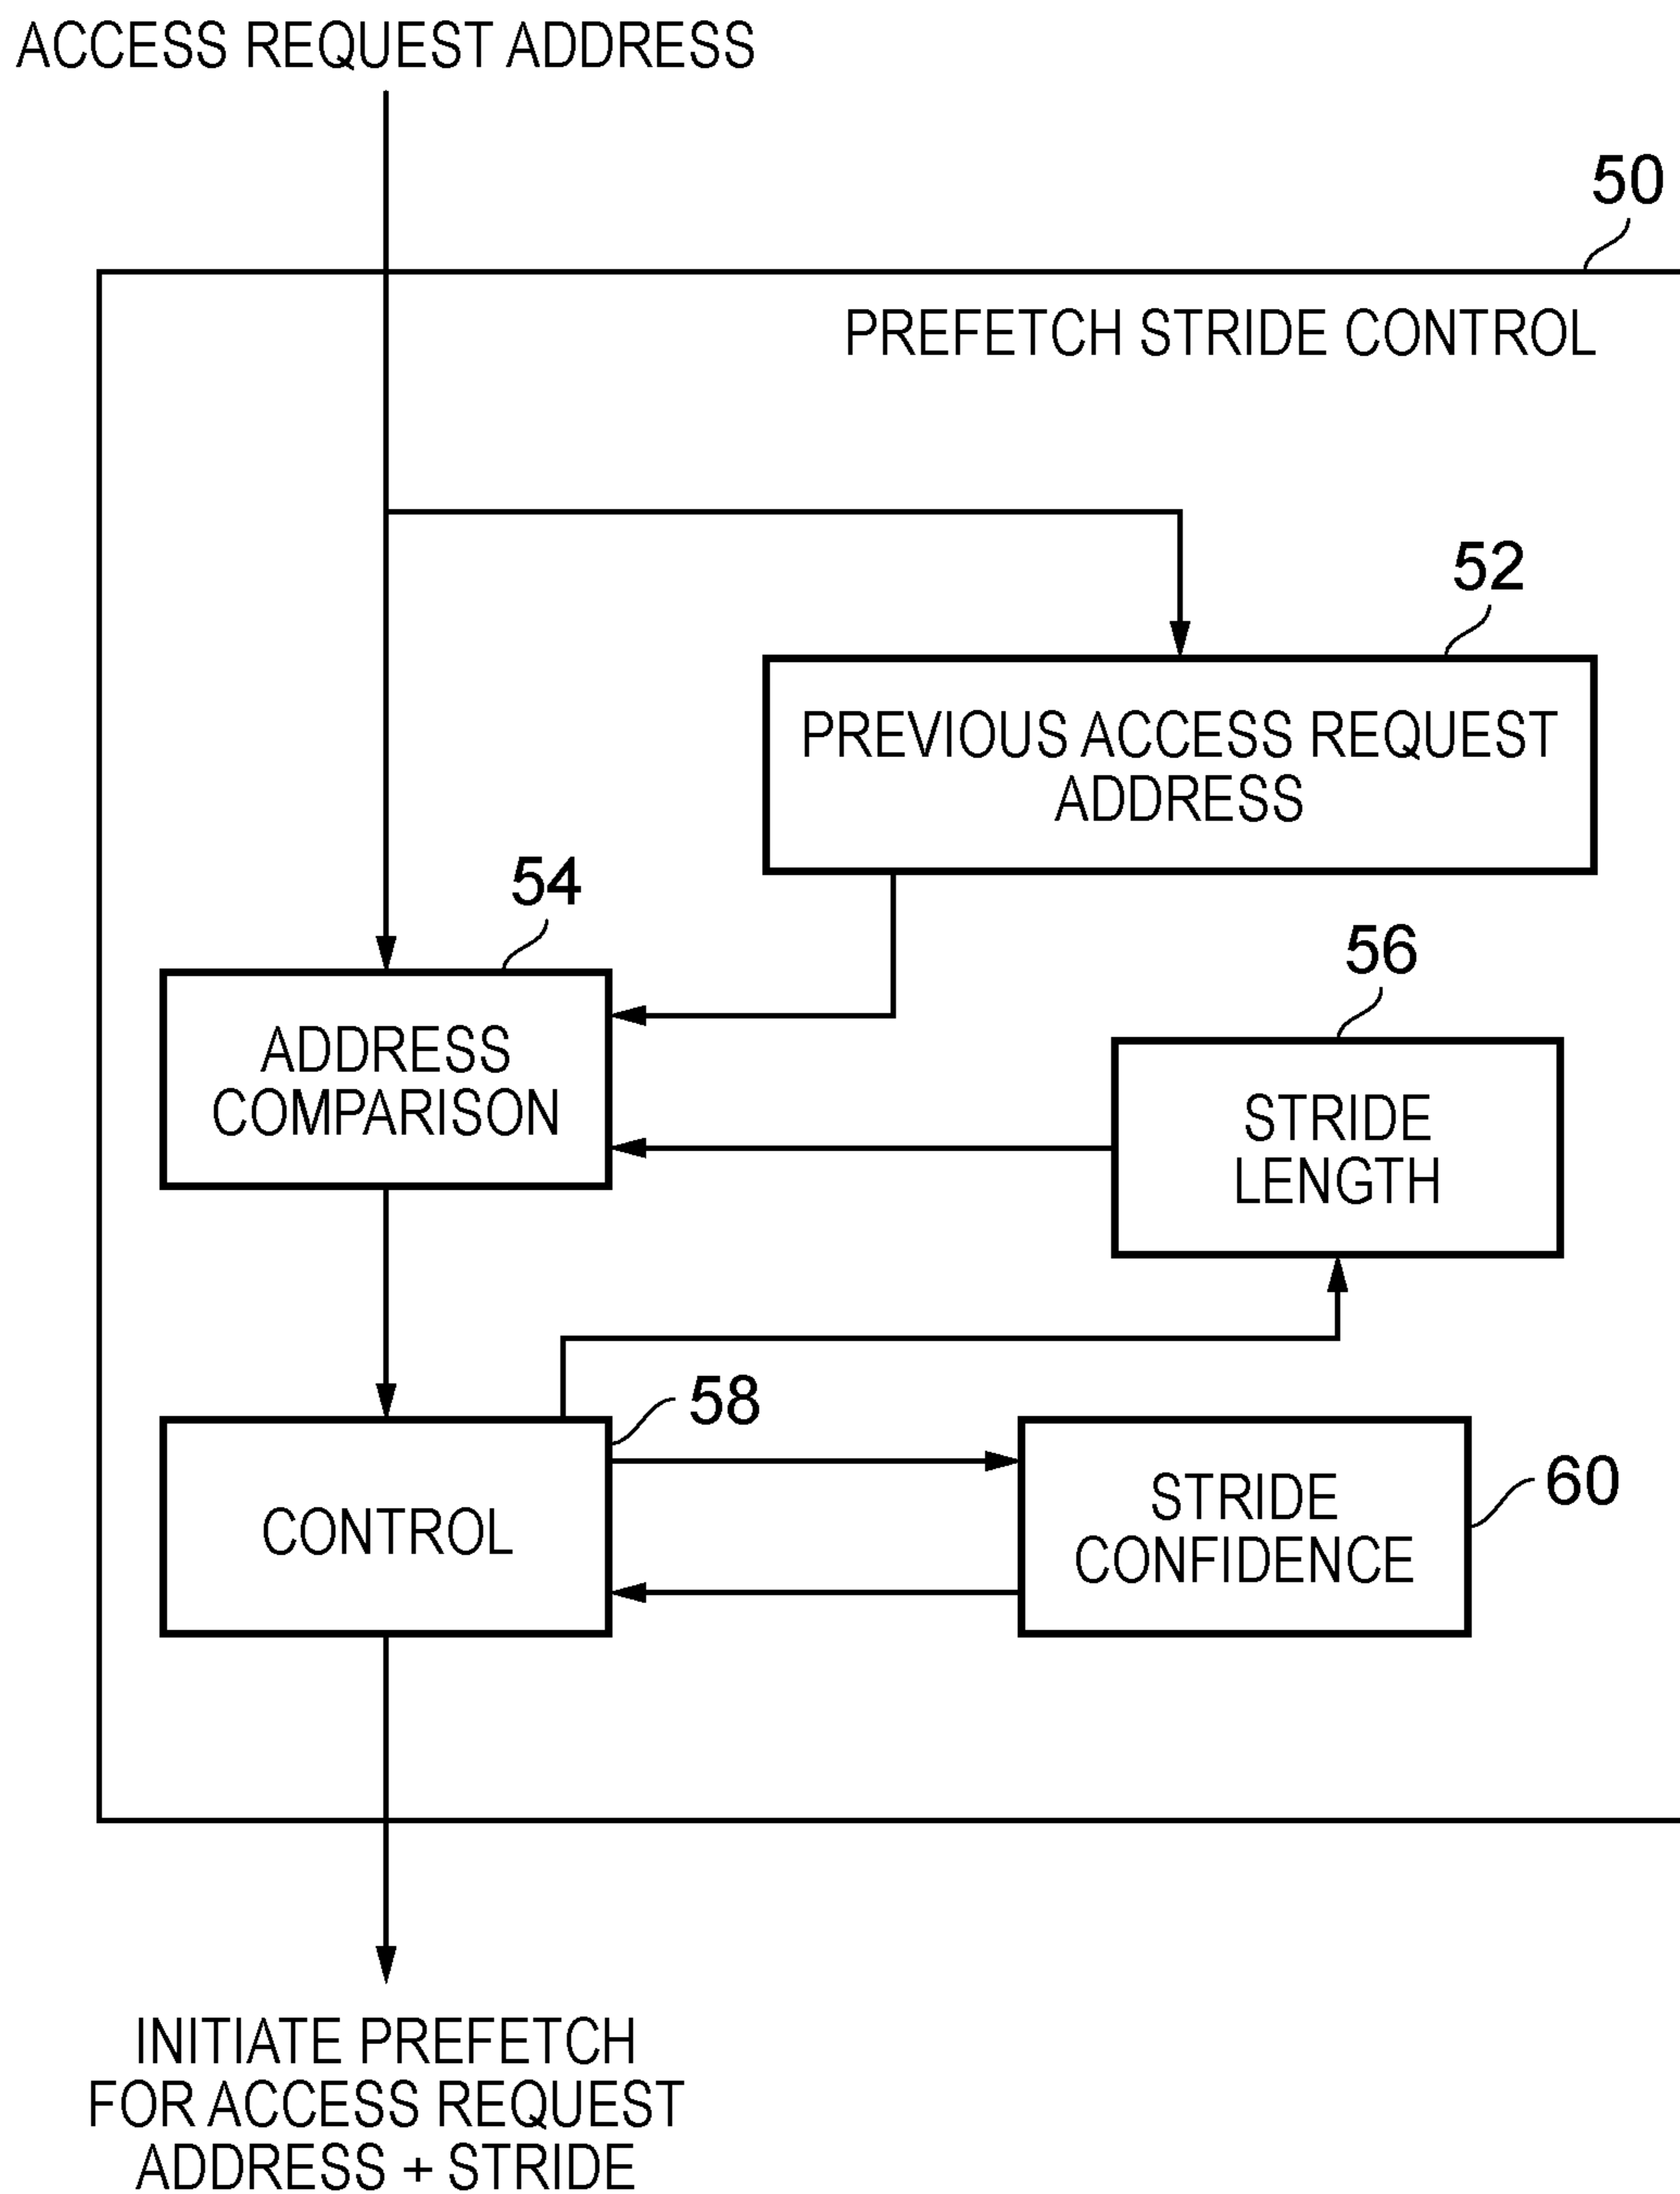 ACCESS REQUEST ADDRESS
50
PREFETCH STRIDE CONTROL
52
PREVIOUS ACCESS REQUEST
ADDRESS
54
ADDRESS
COMPARISON
56
STRIDE
LENGTH
58
CONTROL
STRIDE
CONFIDENCE
60
INITIATE PREFETCH
FOR ACCESS REQUEST
ADDRESS + STRIDE